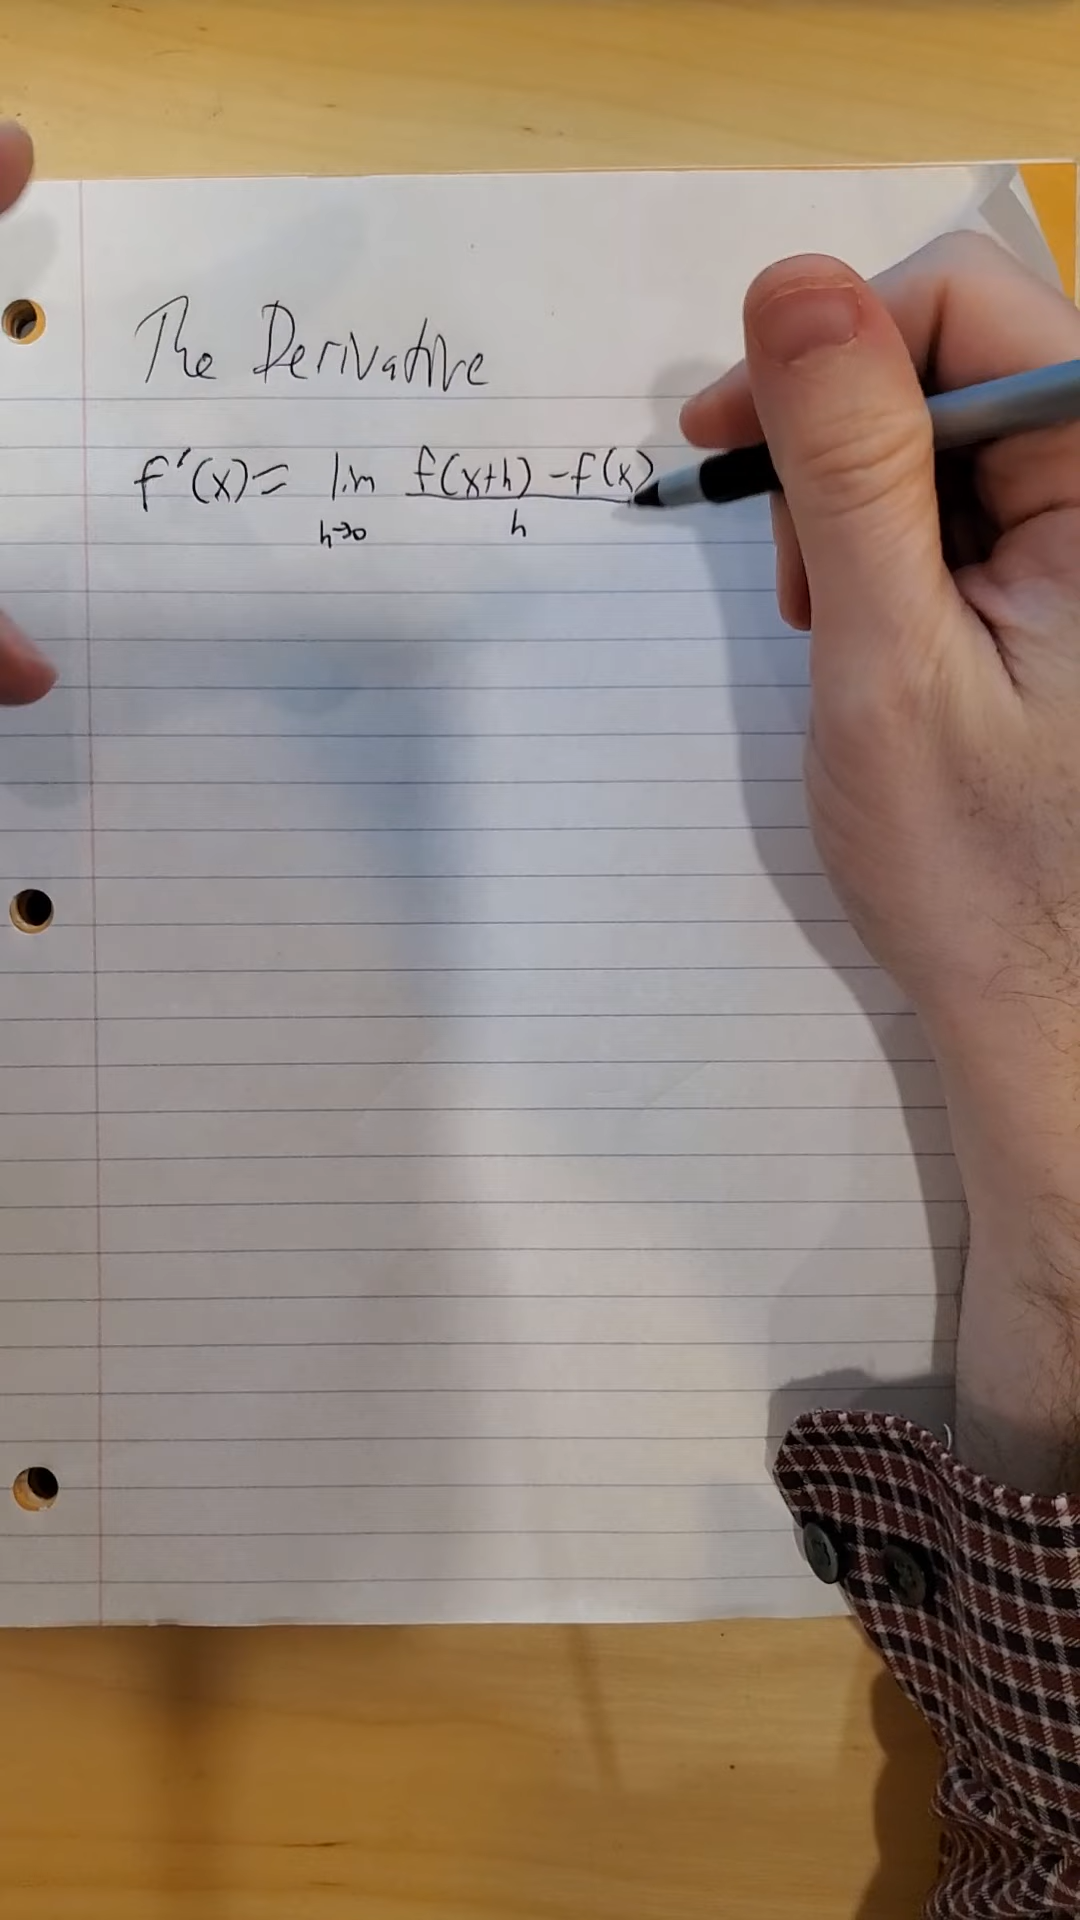 The Derivative
f'(x) = lim h→0 f(x+h) - f(x) / h